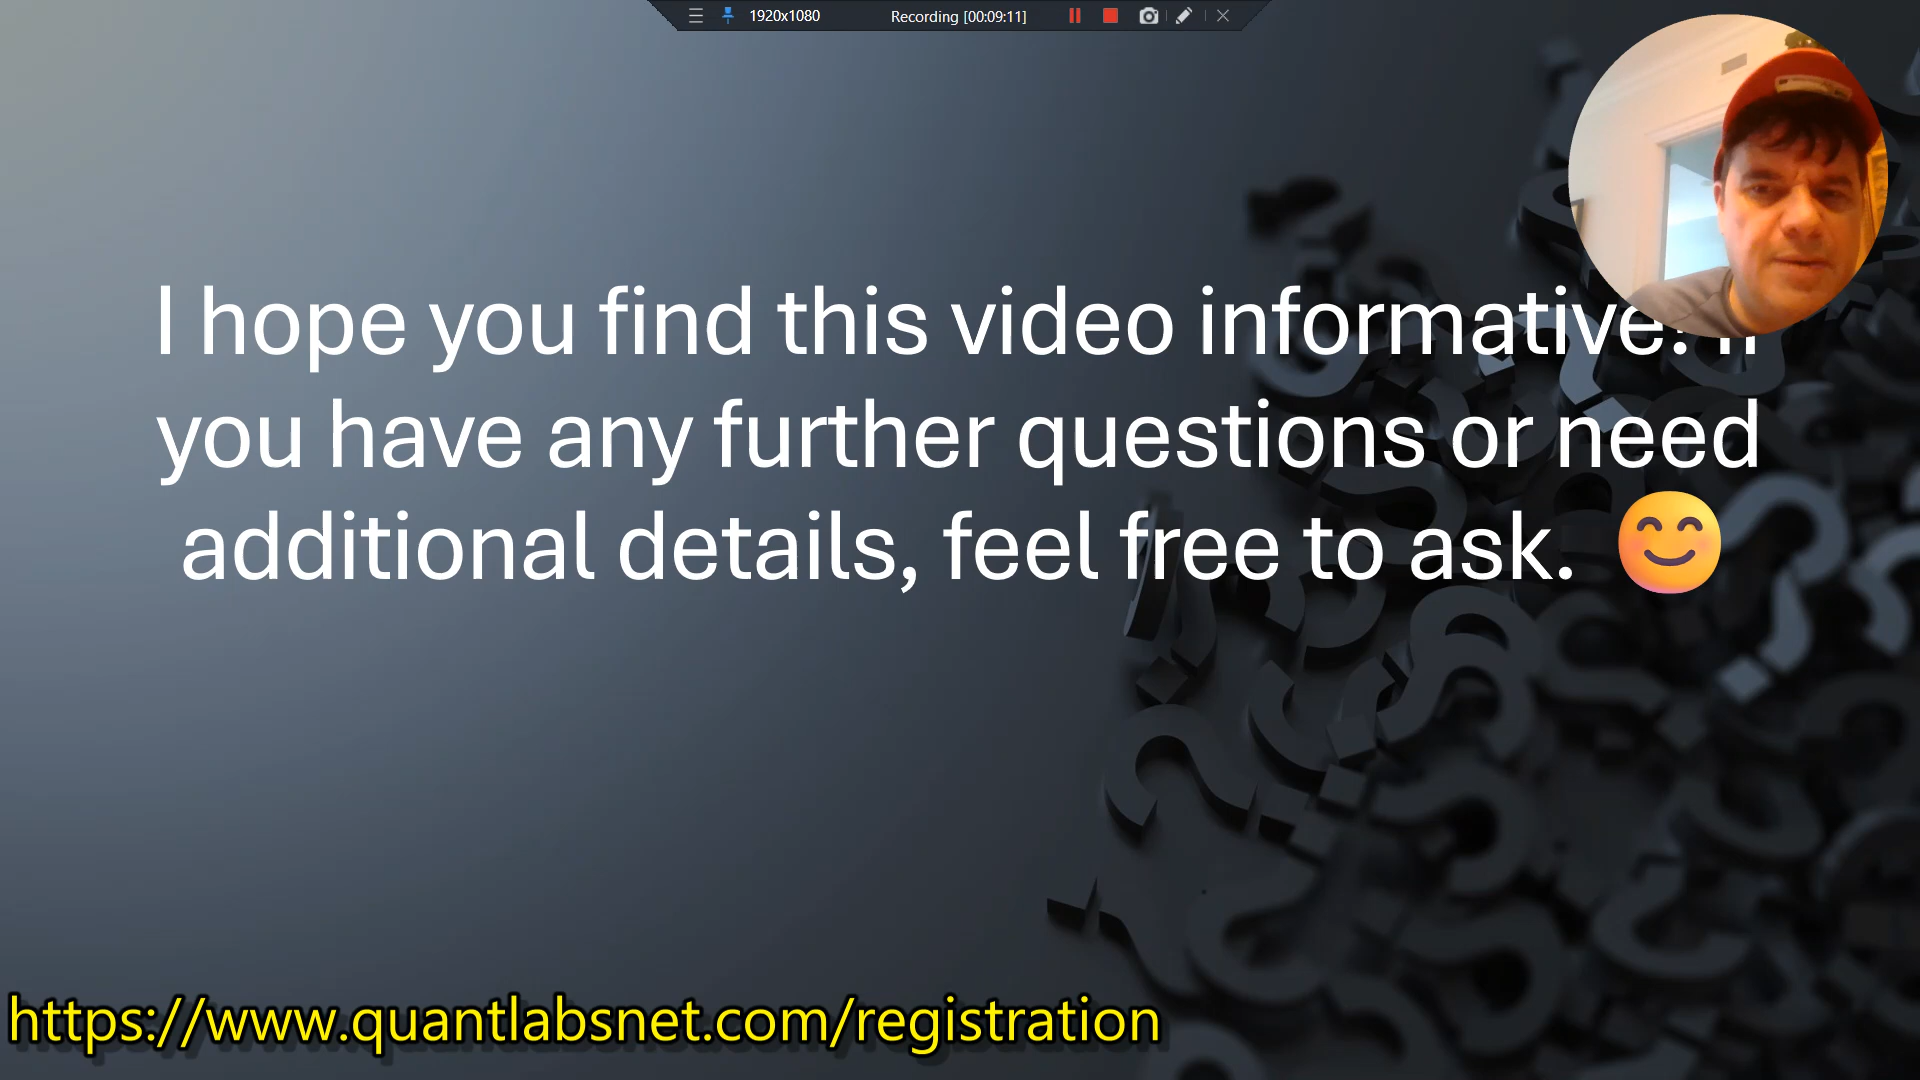 1920x1080
Recording [00:09:11]
I hope you find this video informative! If
you have any further questions or need
additional details, feel free to ask. 😊
https://www.quantlabsnet.com/registration